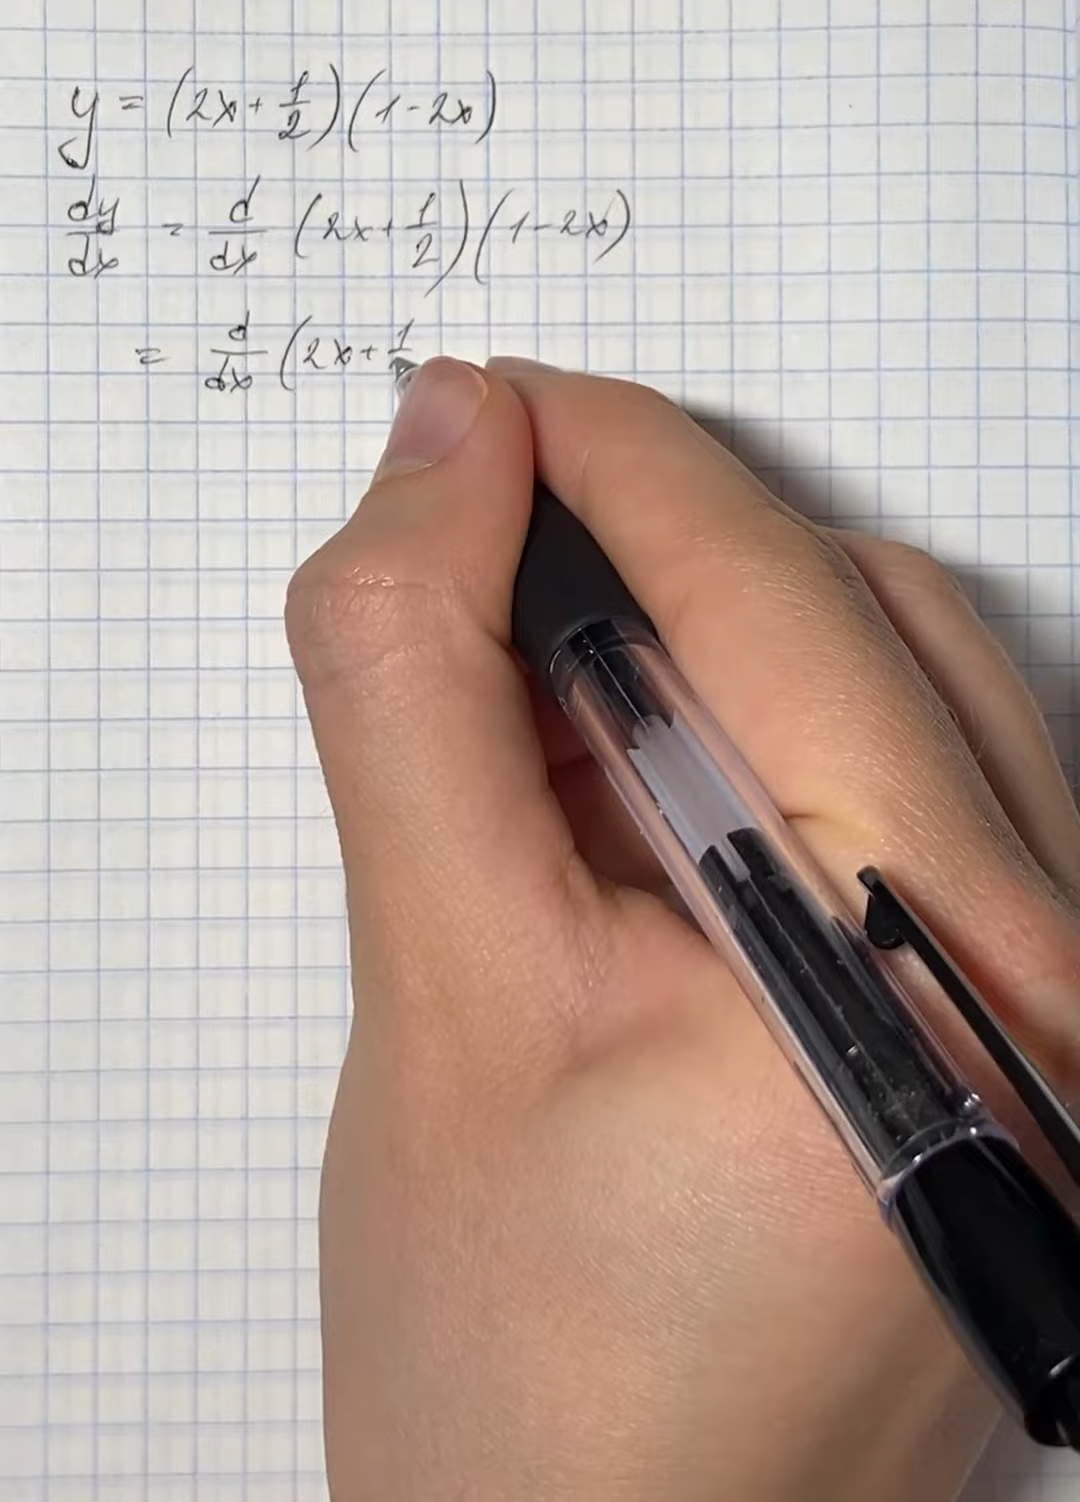 y = (2x + 1/2)(1 - 2x)
dy/dx = d/dx (2x + 1/2)(1 - 2x)
= d/dx (2x + 1